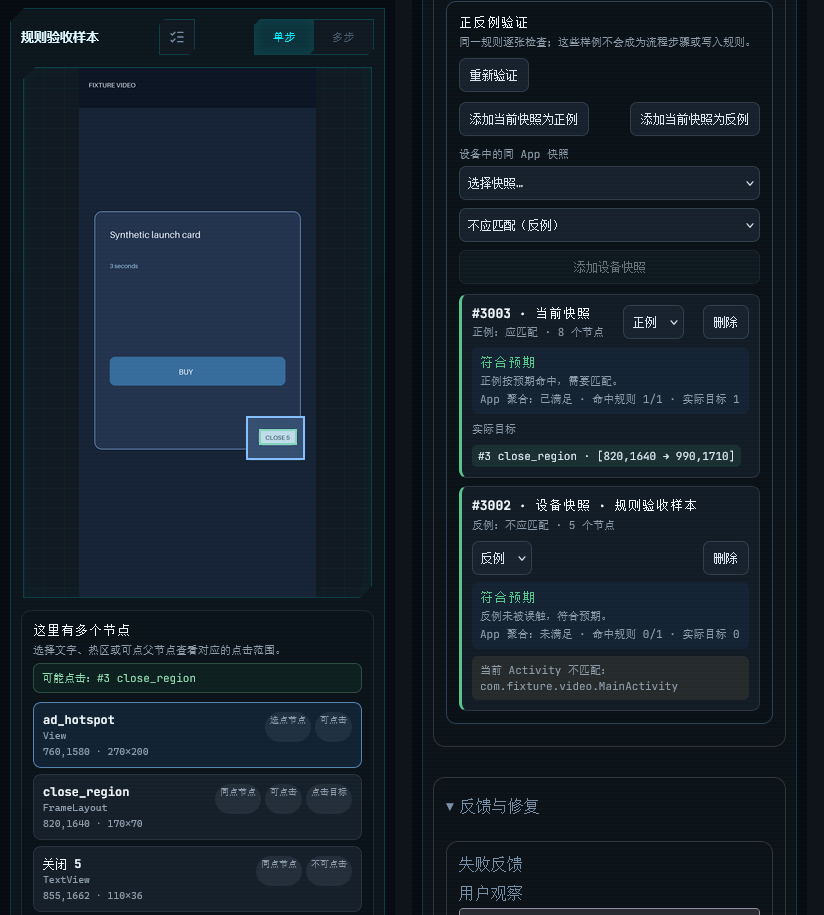 规则验收样本
单步
多步
FIXTURE VIDEO
Synthetic launch card
3 seconds
BUY
CLOSE 5
这里有多个节点
选择文字、热区或可点父节点查看对应的点击范围。
可能点击: #3 close_region
ad_hotspot
选点节点
可点击
View
760,1580 · 270×200
close_region
同点节点
可点击
点击目标
FrameLayout
820,1640 · 170×70
关闭 5
同点节点
不可点击
TextView
855,1662 · 110×36
正反例验证
同一规则逐张检查; 这些样例不会成为流程步骤或写入规则。
重新验证
添加当前快照为正例
添加当前快照为反例
设备中的同 App 快照
选择快照…
不应匹配（反例）
添加设备快照
#3003 · 当前快照
正例
删除
正例: 应匹配 · 8 个节点
符合预期
正例按预期命中，需要匹配。
App 聚合: 已满足 · 命中规则 1/1 · 实际目标 1
实际目标
#3 close_region · [820,1640 → 990,1710]
#3002 · 设备快照 · 规则验收样本
反例: 不应匹配 · 5 个节点
反例
删除
符合预期
反例未被误触，符合预期。
App 聚合: 未满足 · 命中规则 0/1 · 实际目标 0
当前 Activity 不匹配:
com.fixture.video.MainActivity
▼ 反馈与修复
失败反馈
用户观察